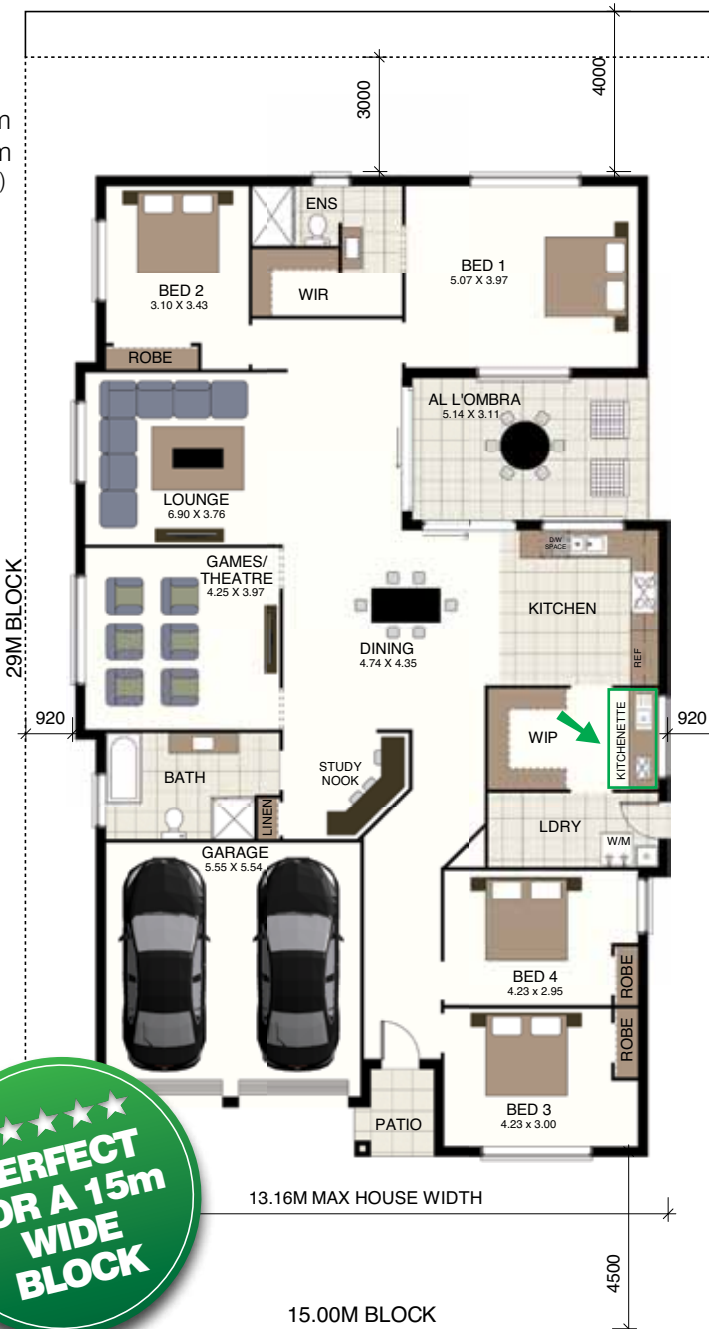 4000
3000
m
m
)
ENS
BED 1
5.07 X 3.97
BED 2
3.10 X 3.43
WIR
ROBE
AL L'OMBRA
5.14 X 3.11
LOUNGE
6.90 X 3.76
D/W
SPACE
GAMES/
THEATRE
4.25 X 3.97
KITCHEN
29M BLOCK
DINING
4.74 X 4.35
REF
920
920
KITCHENETTE
WIP
BATH
STUDY
NOOK
LINEN
LDRY
W/M
GARAGE
5.55 X 5.54
BED 4
4.23 x 2.95
ROBE
ROBE
BED 3
4.23 x 3.00
PATIO
ERFECT
OR A 15m
WIDE
BLOCK
13.16M MAX HOUSE WIDTH
4500
15.00M BLOCK